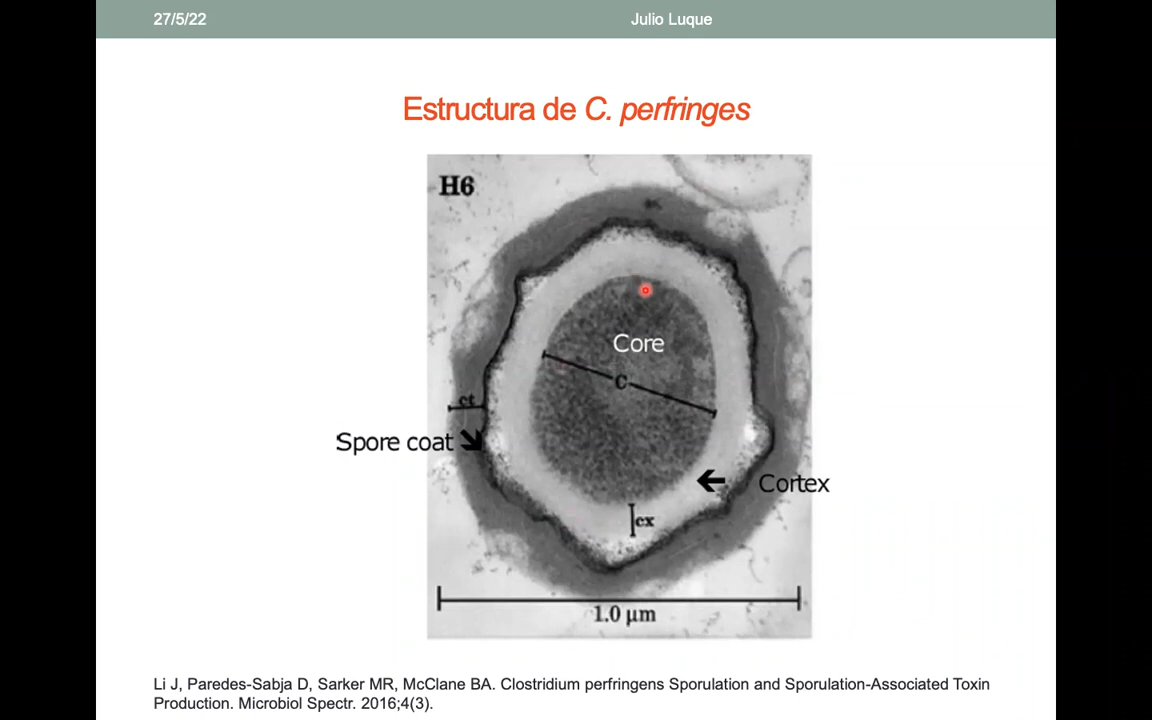 27/5/22
Julio Luque
Estructura de C. perfringes
H6
Core
C
ct
Spore coat
Cortex
cx
1.0 µm
Li J, Paredes-Sabja D, Sarker MR, McClane BA. Clostridium perfringens Sporulation and Sporulation-Associated Toxin
Production. Microbiol Spectr. 2016;4(3).